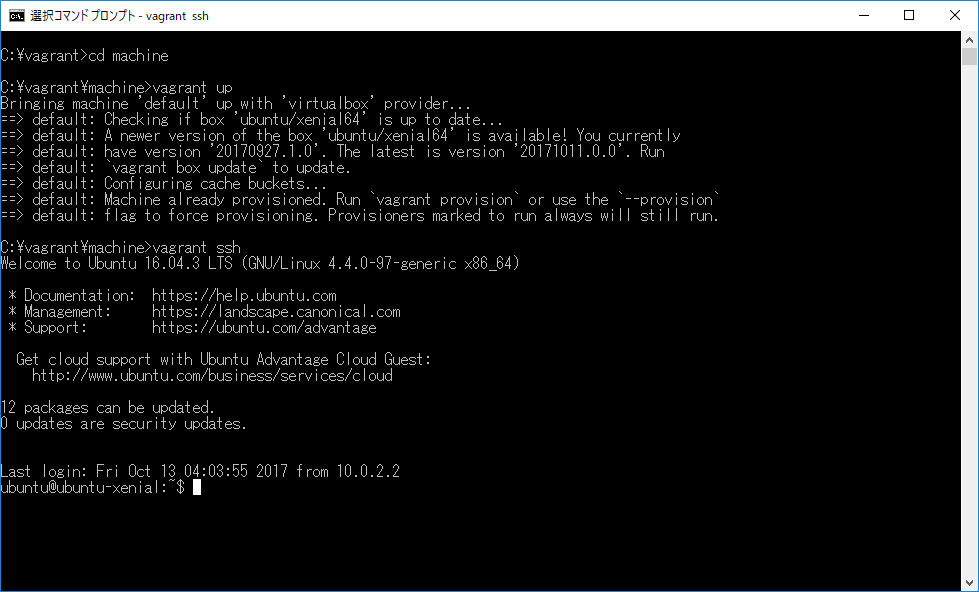 選択コマンド プロンプト - vagrant ssh
C:¥vagrant>cd machine
C:¥vagrant¥machine>vagrant up
Bringing machine 'default' up with 'virtualbox' provider...
==> default: Checking if box 'ubuntu/xenial64' is up to date...
==> default: A newer version of the box 'ubuntu/xenial64' is available! You currently
==> default: have version '20170927.1.0'. The latest is version '20171011.0.0'. Run
==> default: `vagrant box update` to update.
==> default: Configuring cache buckets...
==> default: Machine already provisioned. Run `vagrant provision` or use the `--provision`
==> default: flag to force provisioning. Provisioners marked to run always will still run.
C:¥vagrant¥machine>vagrant ssh
Welcome to Ubuntu 16.04.3 LTS (GNU/Linux 4.4.0-97-generic x86_64)
* Documentation:  https://help.ubuntu.com
* Management:     https://landscape.canonical.com
* Support:        https://ubuntu.com/advantage
Get cloud support with Ubuntu Advantage Cloud Guest:
http://www.ubuntu.com/business/services/cloud
12 packages can be updated.
0 updates are security updates.
Last login: Fri Oct 13 04:03:55 2017 from 10.0.2.2
ubuntu@ubuntu-xenial:~$